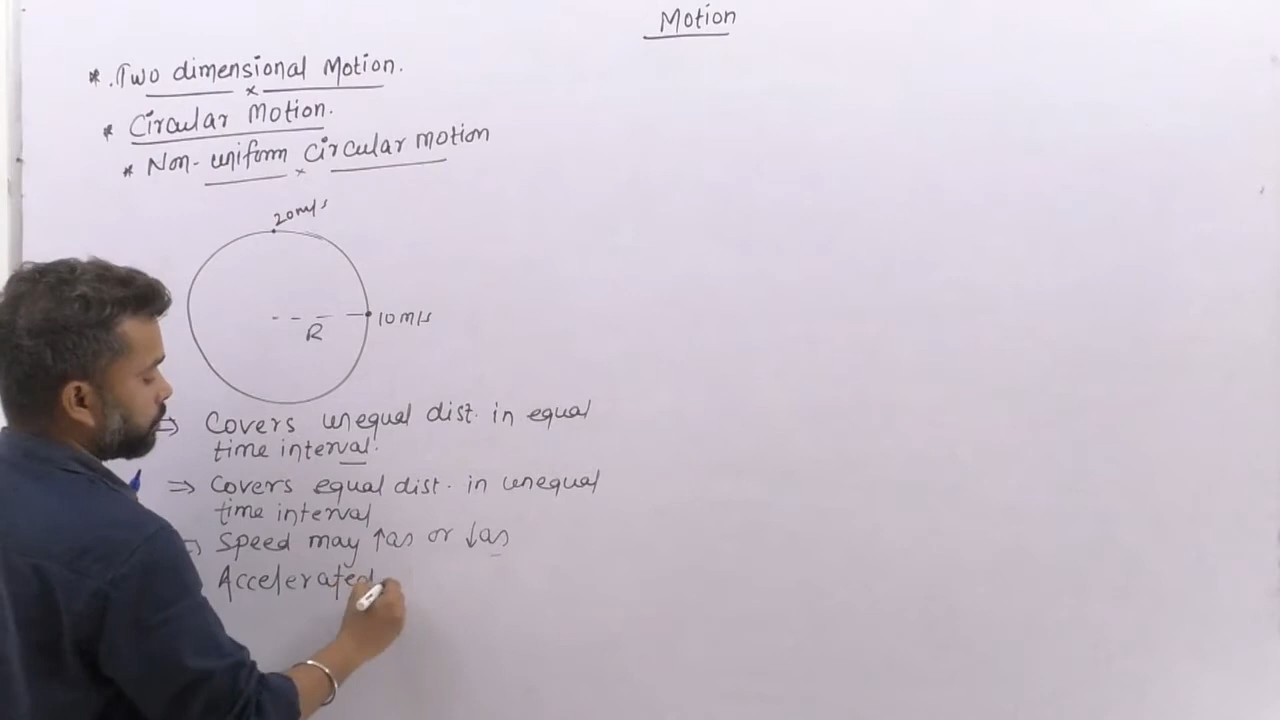 Motion
* . Two dimensional Motion.
* Circular Motion.
* Non-uniform Circular motion
20m/s
10m/s
R
⇒ Covers unequal dist. in equal
time interval.
⇒ Covers equal dist. in unequal
time interval
⇒ Speed may ↑as or ↓as
Accelerated